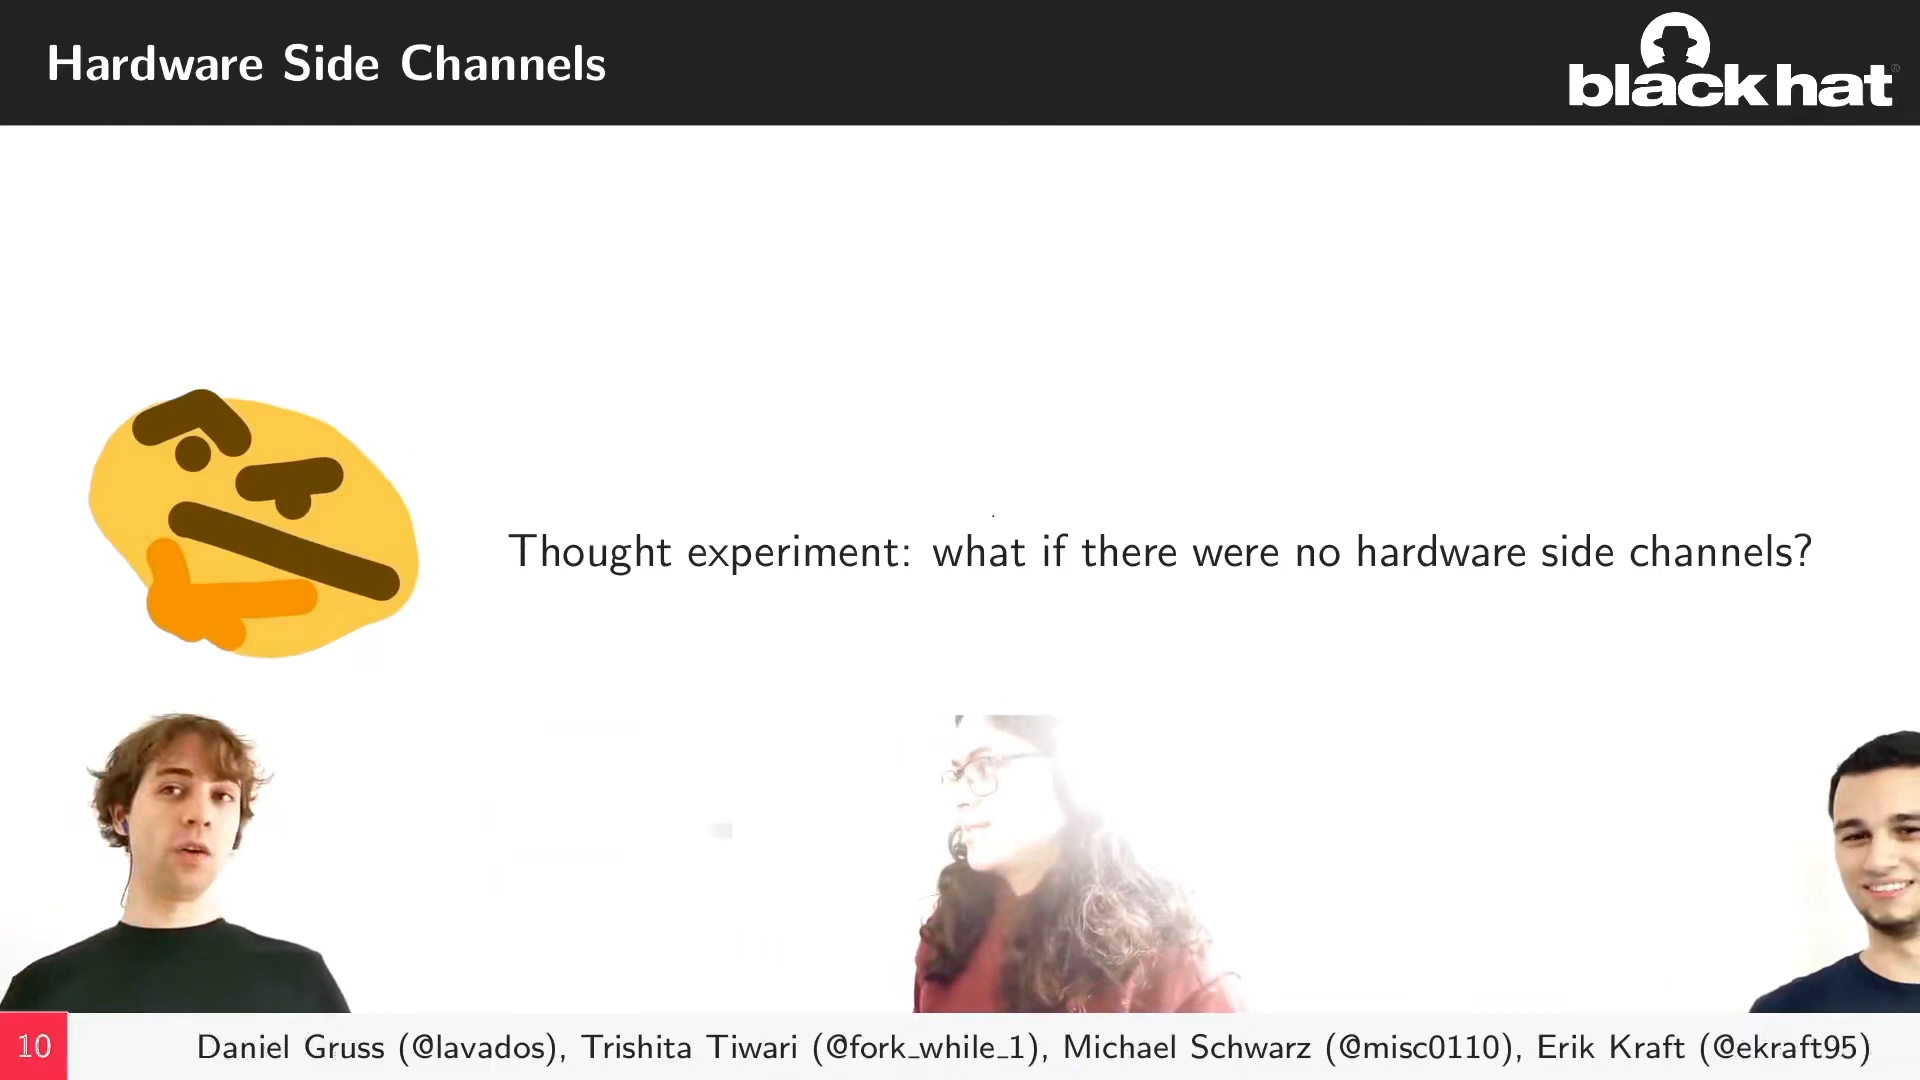 Hardware Side Channels
black hat®
Thought experiment: what if there were no hardware side channels?
10
Daniel Gruss (@lavados), Trishita Tiwari (@fork_while_1), Michael Schwarz (@misc0110), Erik Kraft (@ekraft95)